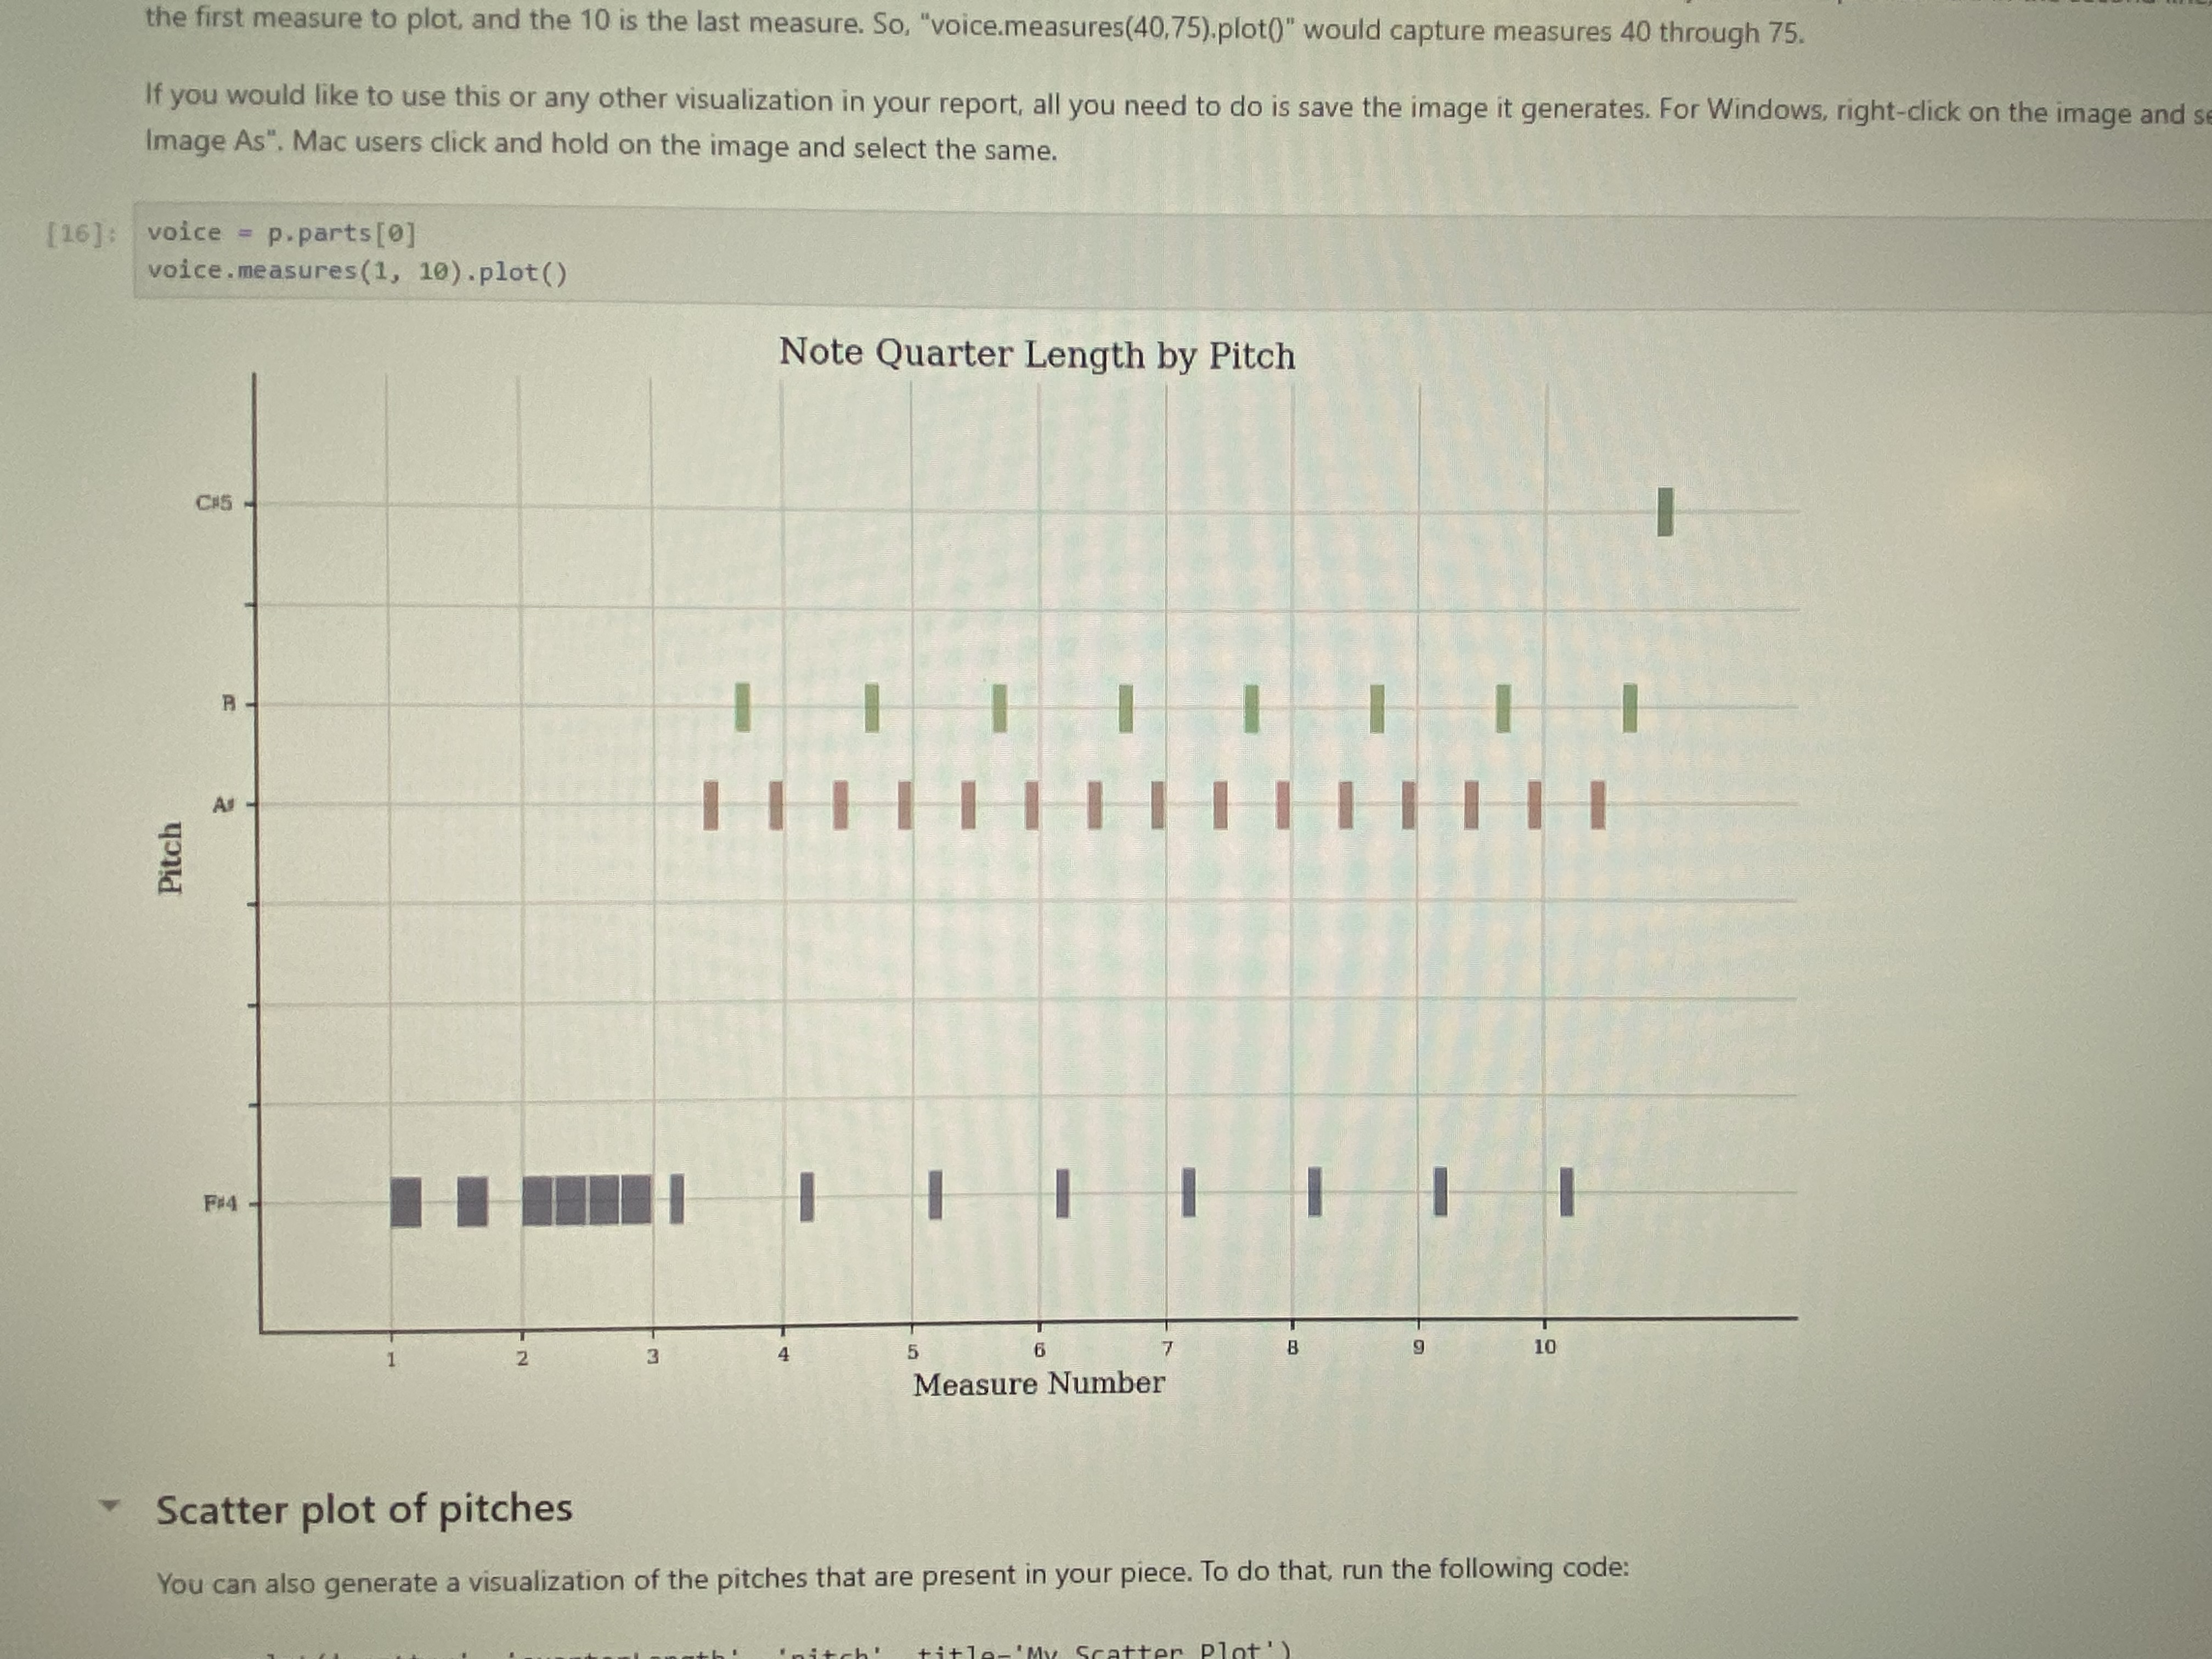 the first measure to plot, and the 10 is the last measure. So, "voice.measures(40,75).plot()" would capture measures 40 through 75.
If you would like to use this or any other visualization in your report, all you need to do is save the image it generates. For Windows, right-click on the image and
Image As". Mac users click and hold on the image and select the same.
[16]: voice = p.parts[0]
voice.measures(1, 10).plot()
Note Quarter Length by Pitch
C♯5
B
A♯
Pitch
F♯4
1 2 3 4 5 6 7 8 9 10
Measure Number
Scatter plot of pitches
You can also generate a visualization of the pitches that are present in your piece. To do that, run the following code:
title='My Scatter Plot')